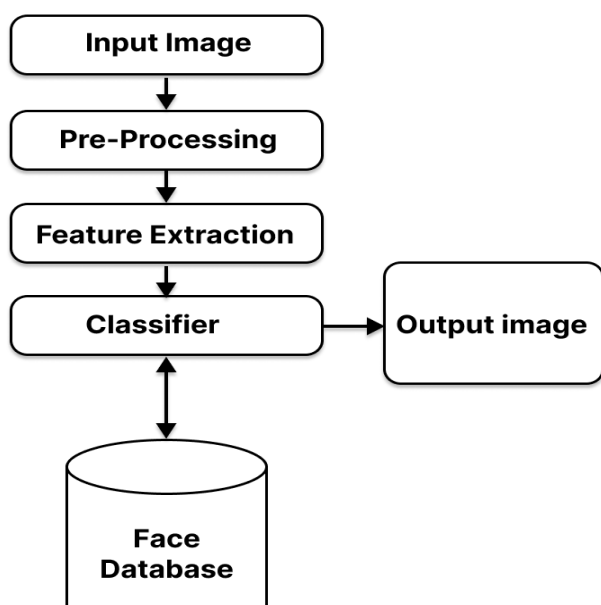 Input Image
Pre-Processing
Feature Extraction
Classifier
Output image
Face
Database